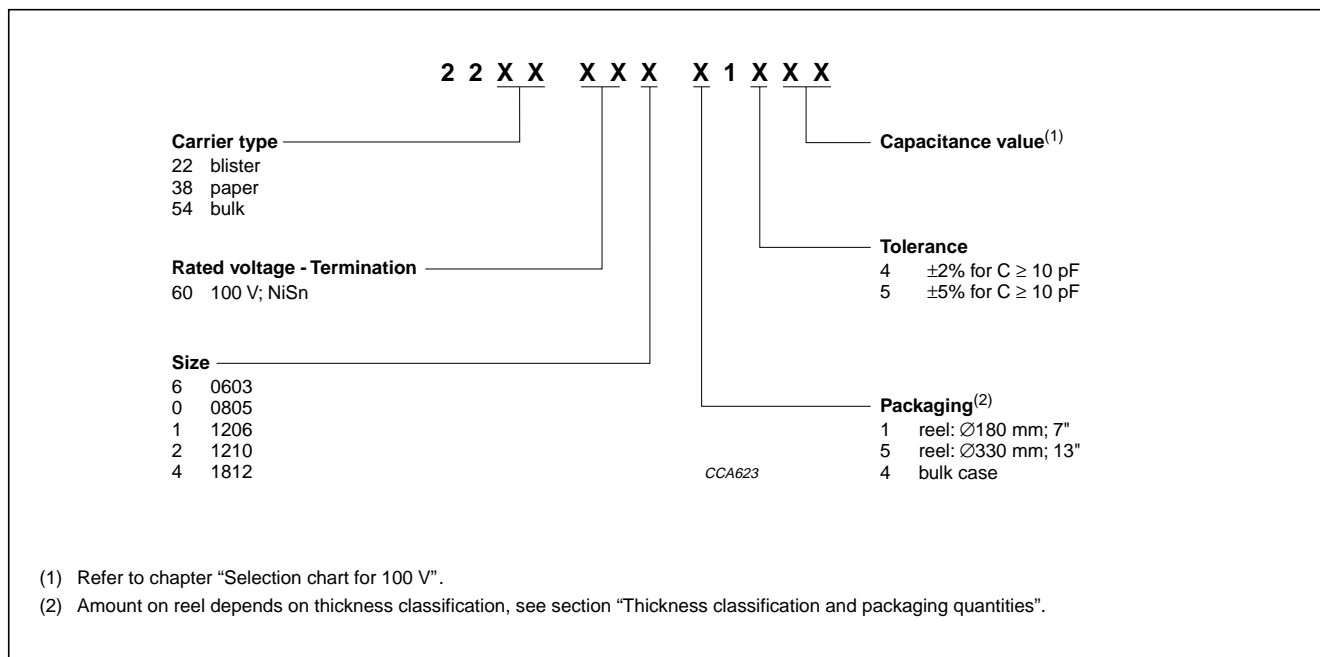 2 2 X X X X X X 1 X X X
Carrier type
22 blister
38 paper
54 bulk
Rated voltage - Termination
60 100 V; NiSn
Size
6 0603
0 0805
1 1206
2 1210
4 1812
Capacitance value(1)
Tolerance
4 ±2% for C ≥ 10 pF
5 ±5% for C ≥ 10 pF
Packaging(2)
1 reel: ∅180 mm; 7"
5 reel: ∅330 mm; 13"
4 bulk case
CCA623
(1) Refer to chapter “Selection chart for 100 V”.
(2) Amount on reel depends on thickness classification, see section “Thickness classification and packaging quantities”.